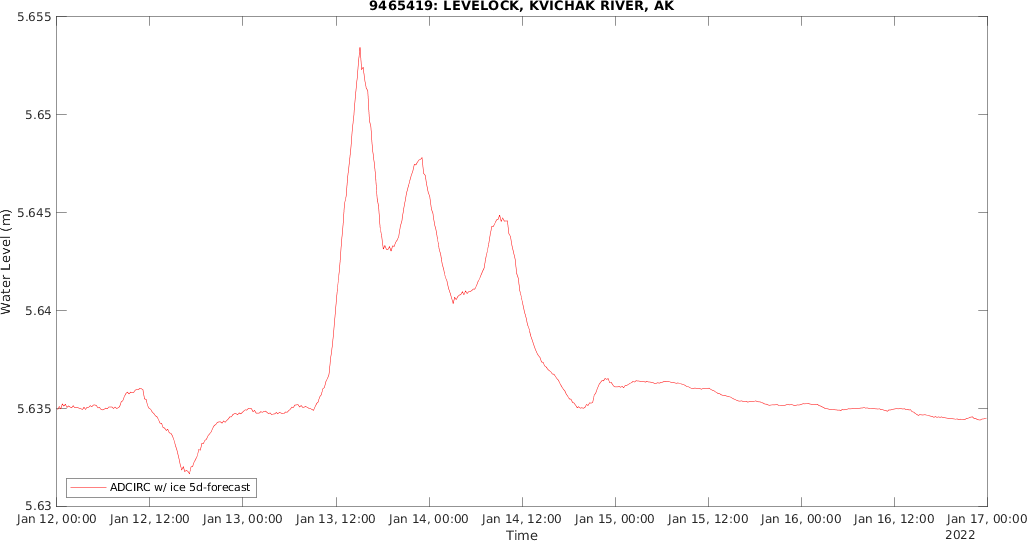 9465419: LEVELOCK, KVICHAK RIVER, AK
5.655
5.65
5.645
5.64
5.635
5.63
Water Level (m)
ADCIRC w/ ice 5d-forecast
Jan 12, 00:00 Jan 12, 12:00 Jan 13, 00:00 Jan 13, 12:00 Jan 14, 00:00 Jan 14, 12:00 Jan 15, 00:00 Jan 15, 12:00 Jan 16, 00:00 Jan 16, 12:00 Jan 17, 00:00
Time
2022